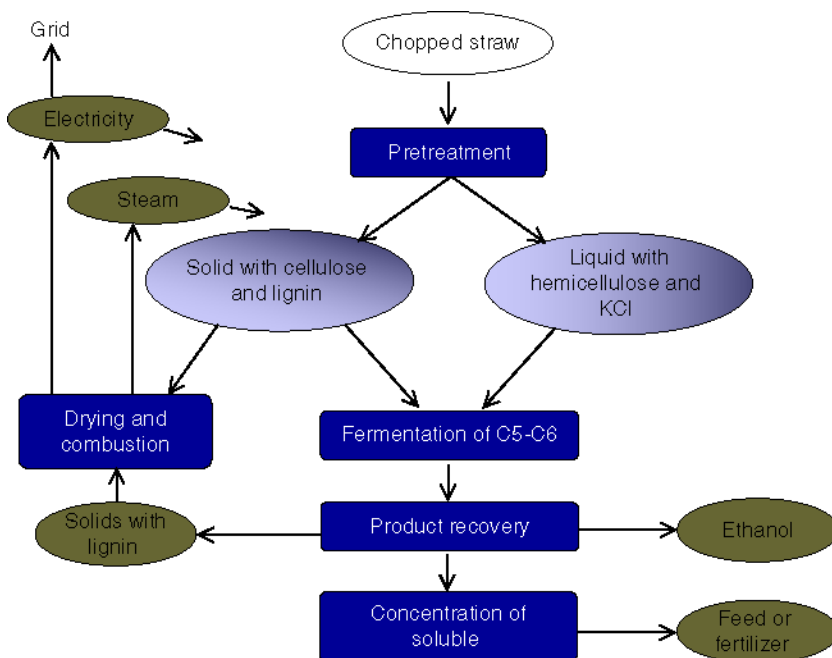 Grid
Chopped straw
Electricity
Pretreatment
Steam
Solid with cellulose
and lignin
Liquid with
hemicellulose and
KCl
Drying and
combustion
Fermentation of C5-C6
Solids with
lignin
Product recovery
Ethanol
Concentration of
soluble
Feed or
fertilizer